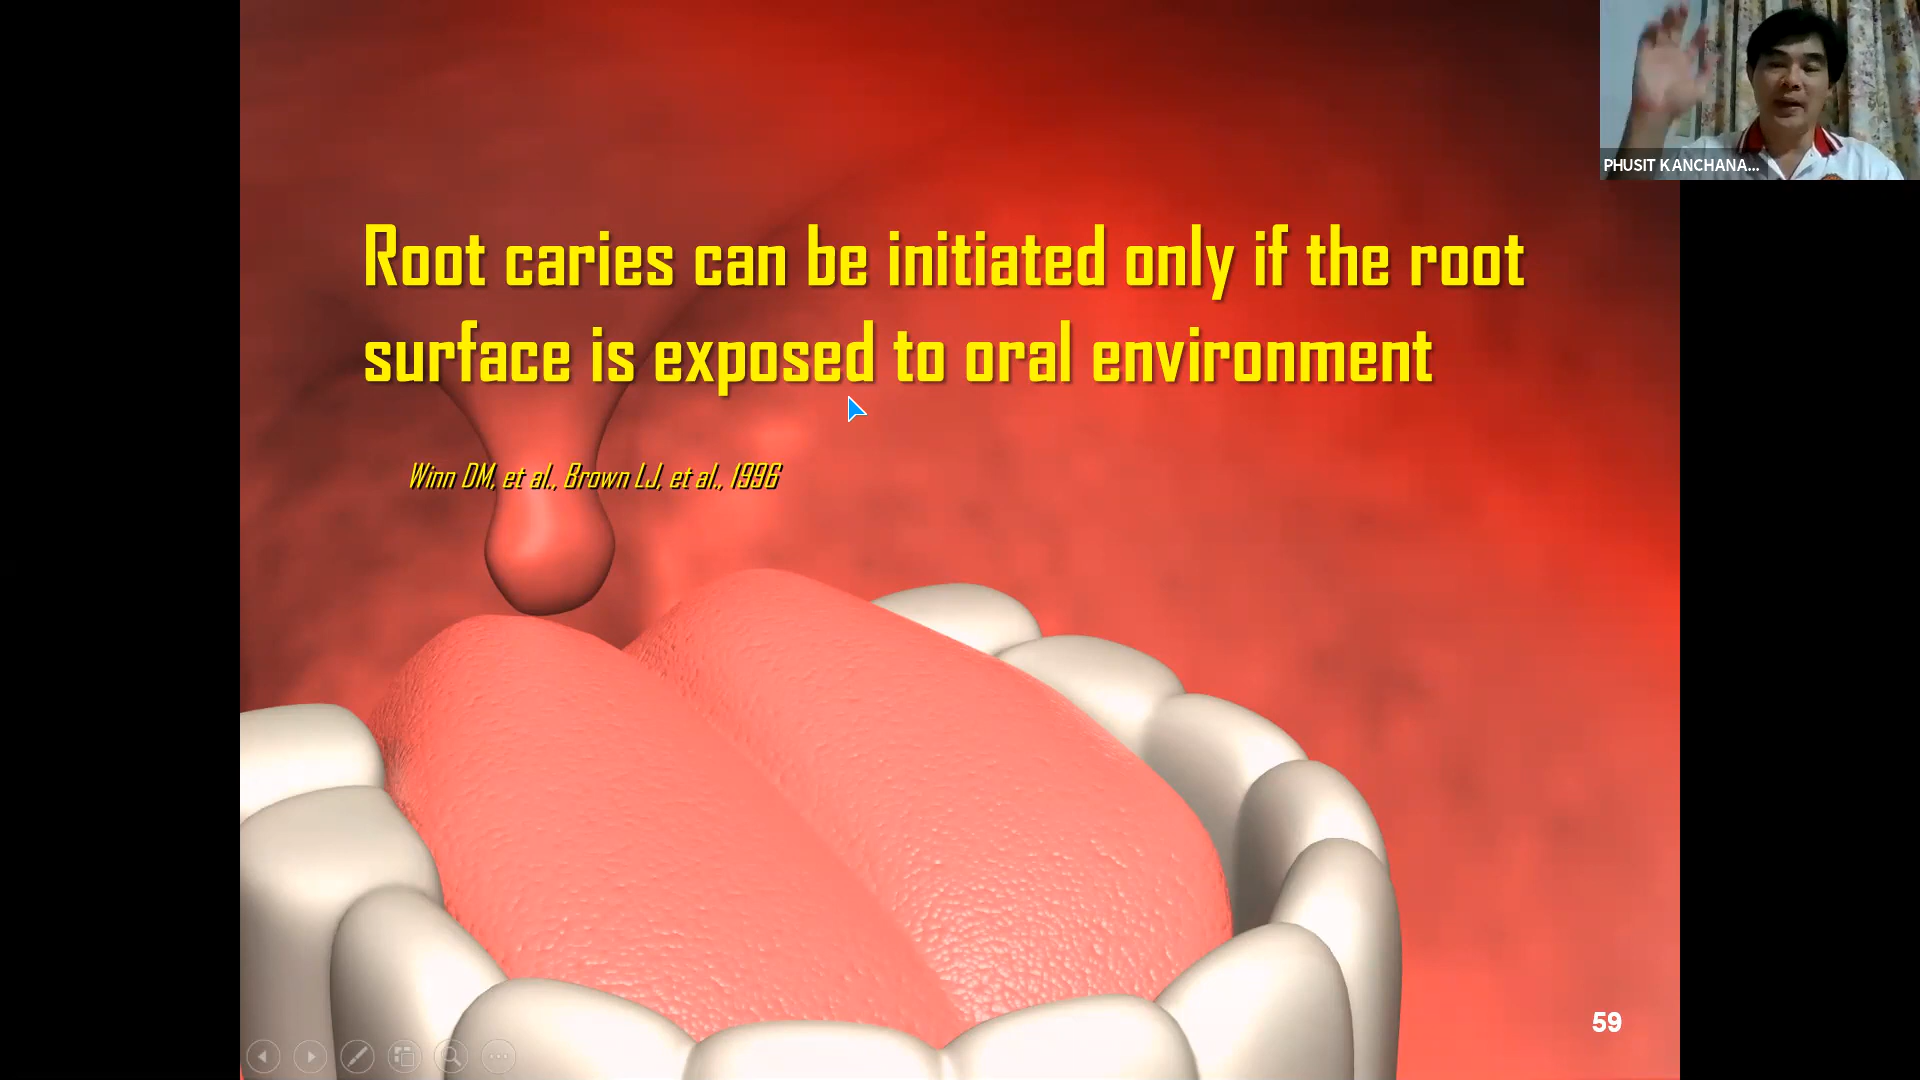 PHUSIT KANCHANA...
Root caries can be initiated only if the root
surface is exposed to oral environment
Winn DM, et al., Brown LJ, et al., 1996
59